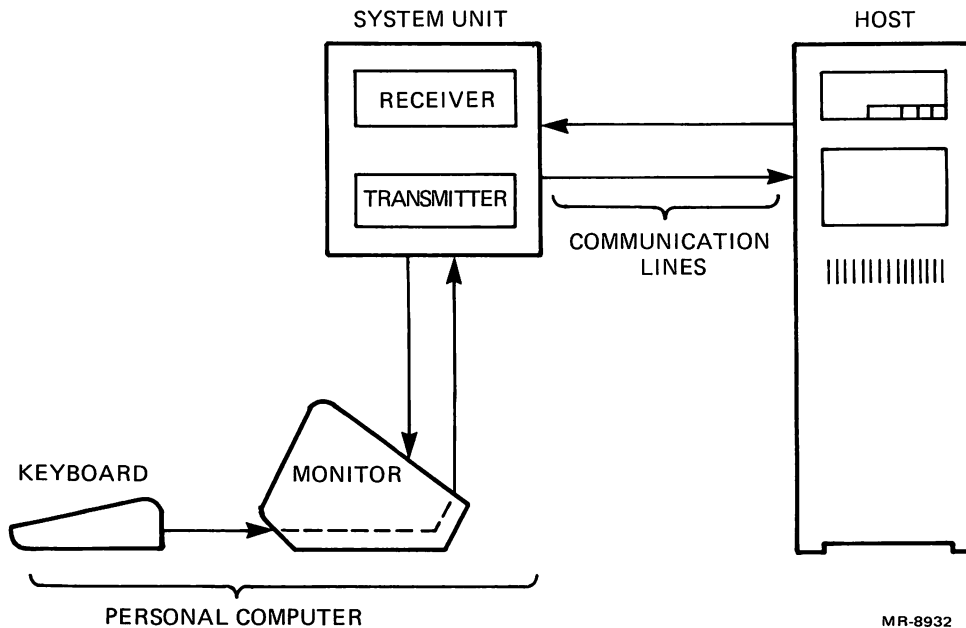 SYSTEM UNIT
HOST
RECEIVER
TRANSMITTER
COMMUNICATION
LINES
KEYBOARD
MONITOR
PERSONAL COMPUTER
MR-8932